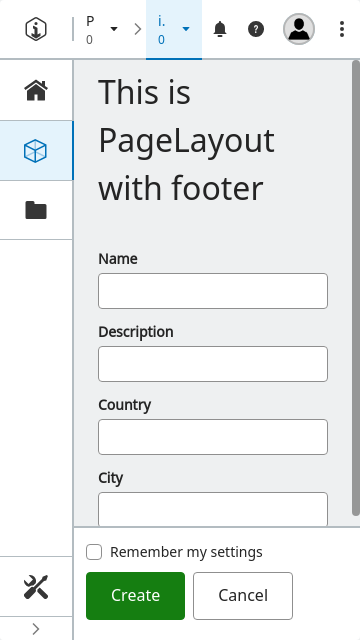 P
0
i.
0
This is
PageLayout
with footer
Name
Description
Country
City
Remember my settings
Create
Cancel